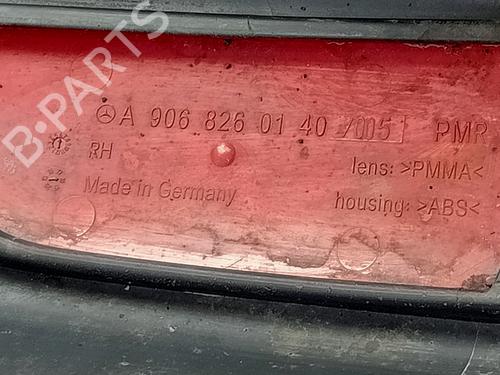 B-PARTS
A 906 826 01 40 /005 PMR
RH
lens: >PMMA<
Made in Germany
housing: >ABS<